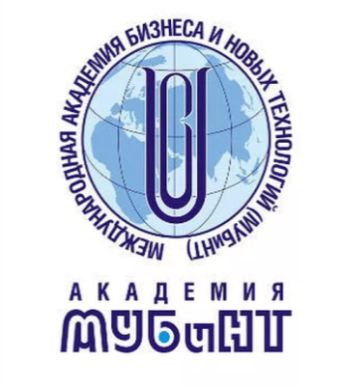 МЕЖДУНАРОДНАЯ АКАДЕМИЯ БИЗНЕСА И НОВЫХ ТЕХНОЛОГИЙ (МУБиНТ)
АКАДЕМИЯ
МУБиНТ